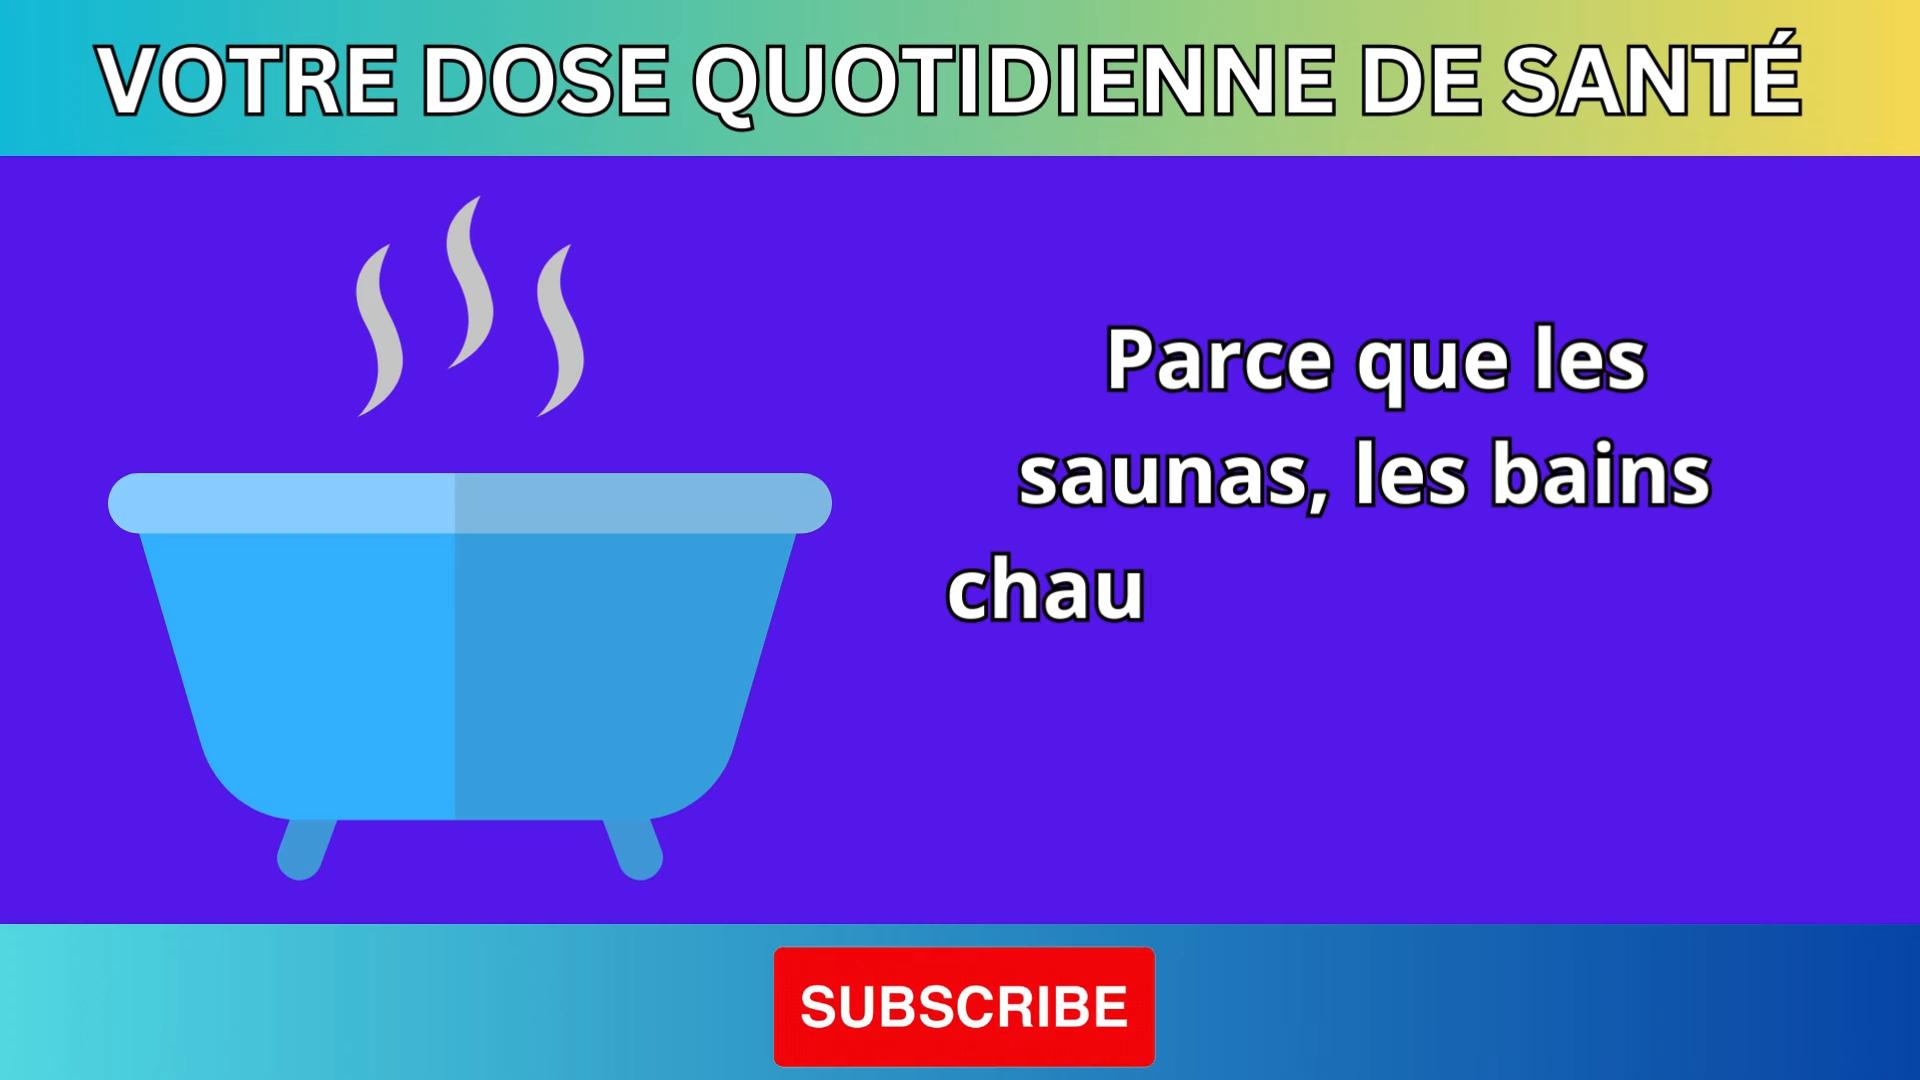 VOTRE DOSE QUOTIDIENNE DE SANTÉ
Parce que les
saunas, les bains
chau
SUBSCRIBE